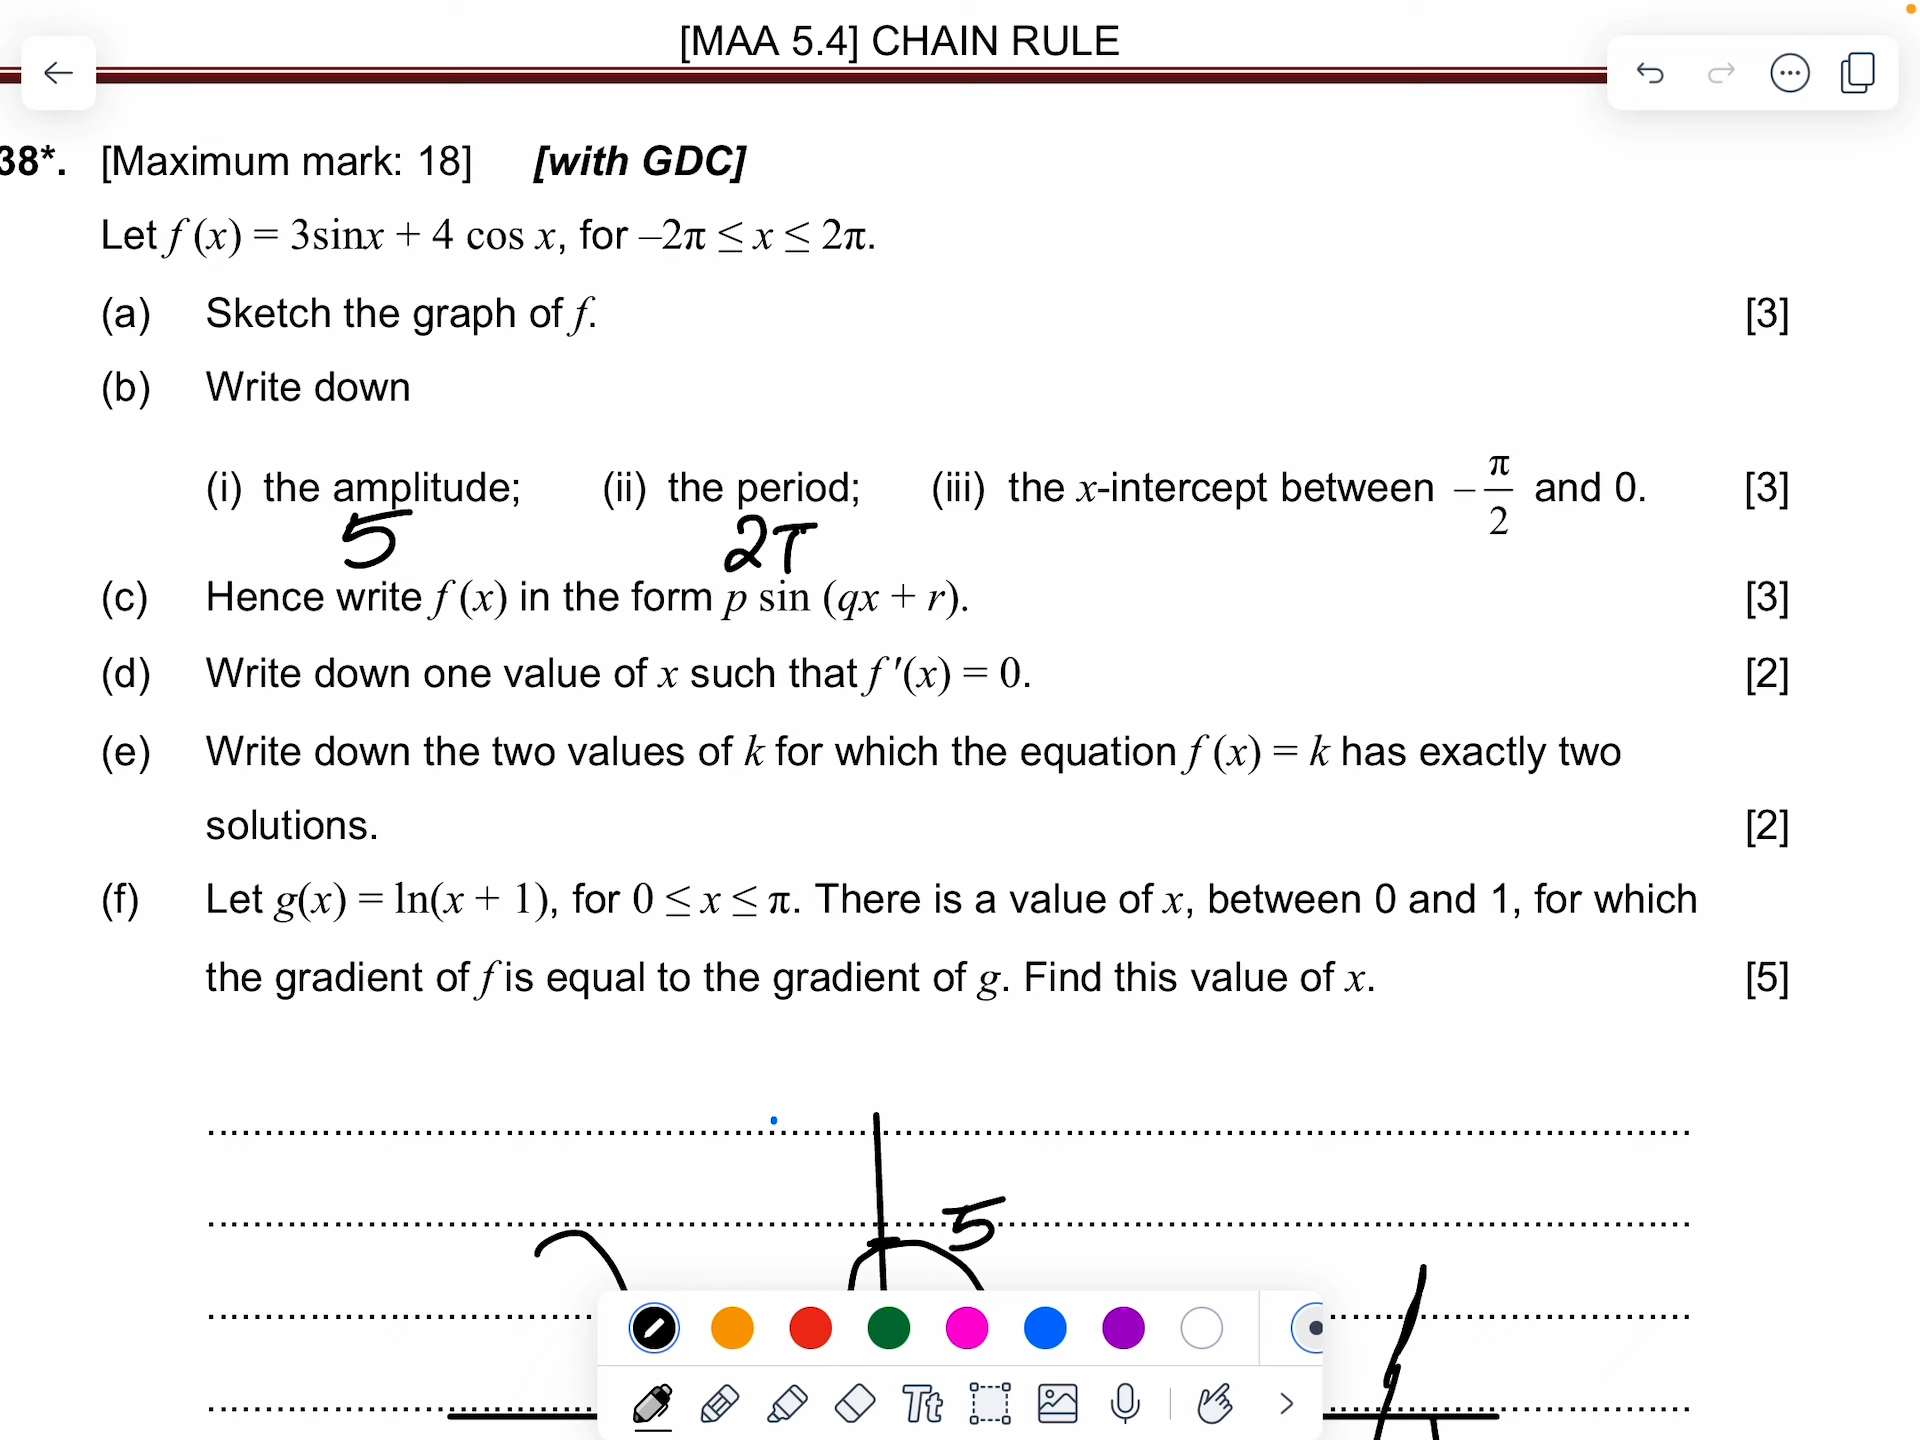 [MAA 5.4] CHAIN RULE
38*. [Maximum mark: 18] [with GDC]
Let f (x) = 3sinx + 4 cos x, for –2π ≤ x ≤ 2π.
(a) Sketch the graph of f. [3]
(b) Write down
(i) the amplitude; (ii) the period; (iii) the x-intercept between −π/2 and 0. [3]
5 2π
(c) Hence write f (x) in the form p sin (qx + r). [3]
(d) Write down one value of x such that f ′(x) = 0. [2]
(e) Write down the two values of k for which the equation f (x) = k has exactly two
solutions. [2]
(f) Let g(x) = ln(x + 1), for 0 ≤ x ≤ π. There is a value of x, between 0 and 1, for which
the gradient of f is equal to the gradient of g. Find this value of x. [5]
5
Tt